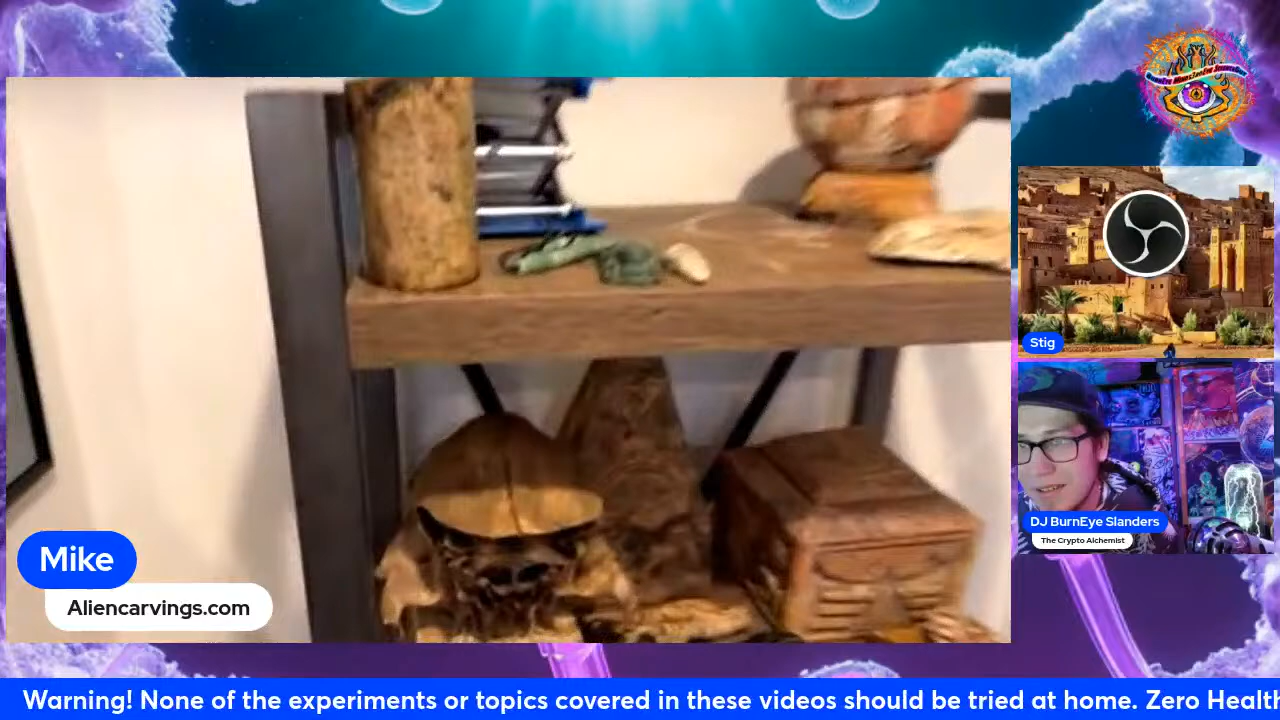 Stig
DJ BurnEye Slanders
The Crypto Alchemist
Mike
Aliencarvings.com
Warning! None of the experiments or topics covered in these videos should be tried at home. Zero Health